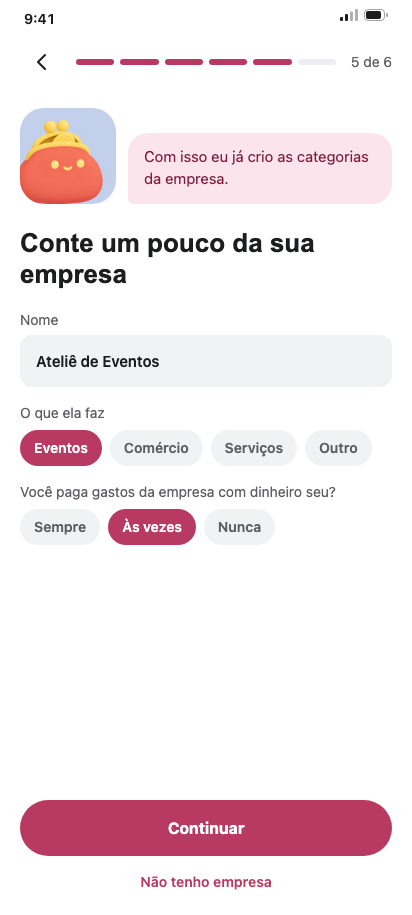 9:41
5 de 6
Com isso eu já crio as categorias
da empresa.
Conte um pouco da sua
empresa
Nome
Ateliê de Eventos
O que ela faz
Eventos Comércio Serviços Outro
Você paga gastos da empresa com dinheiro seu?
Sempre Às vezes Nunca
Continuar
Não tenho empresa